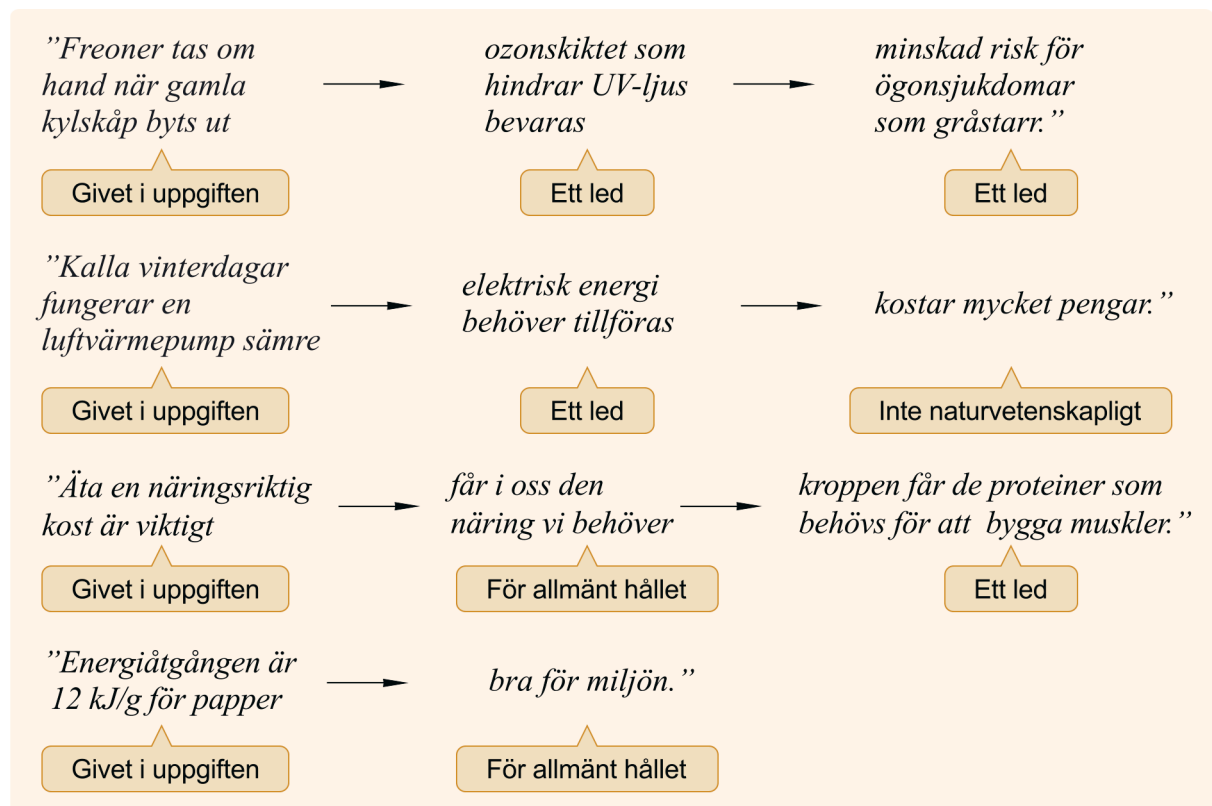 ”Freoner tas om
hand när gamla
kylskåp byts ut
ozonskiktet som
hindrar UV-ljus
bevaras
minskad risk för
ögonsjukdomar
som gråstarr.”
Givet i uppgiften
Ett led
Ett led
”Kalla vinterdagar
fungerar en
luftvärmepump sämre
elektrisk energi
behöver tillföras
kostar mycket pengar.”
Givet i uppgiften
Ett led
Inte naturvetenskapligt
”Äta en näringsriktig
kost är viktigt
får i oss den
näring vi behöver
kroppen får de proteiner som
behövs för att bygga muskler.”
Givet i uppgiften
För allmänt hållet
Ett led
”Energiåtgången är
12 kJ/g för papper
bra för miljön.”
Givet i uppgiften
För allmänt hållet